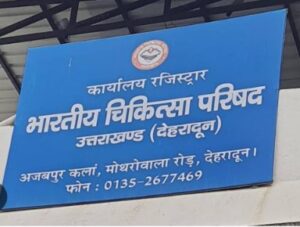 कार्यालय रजिस्ट्रार
भारतीय चिकित्सा परिषद
उत्तराखण्ड (देहरादून)
अजबपुर कलां, मोथरोवाला रोड़, देहरादून।
फोन : 0135-2677469